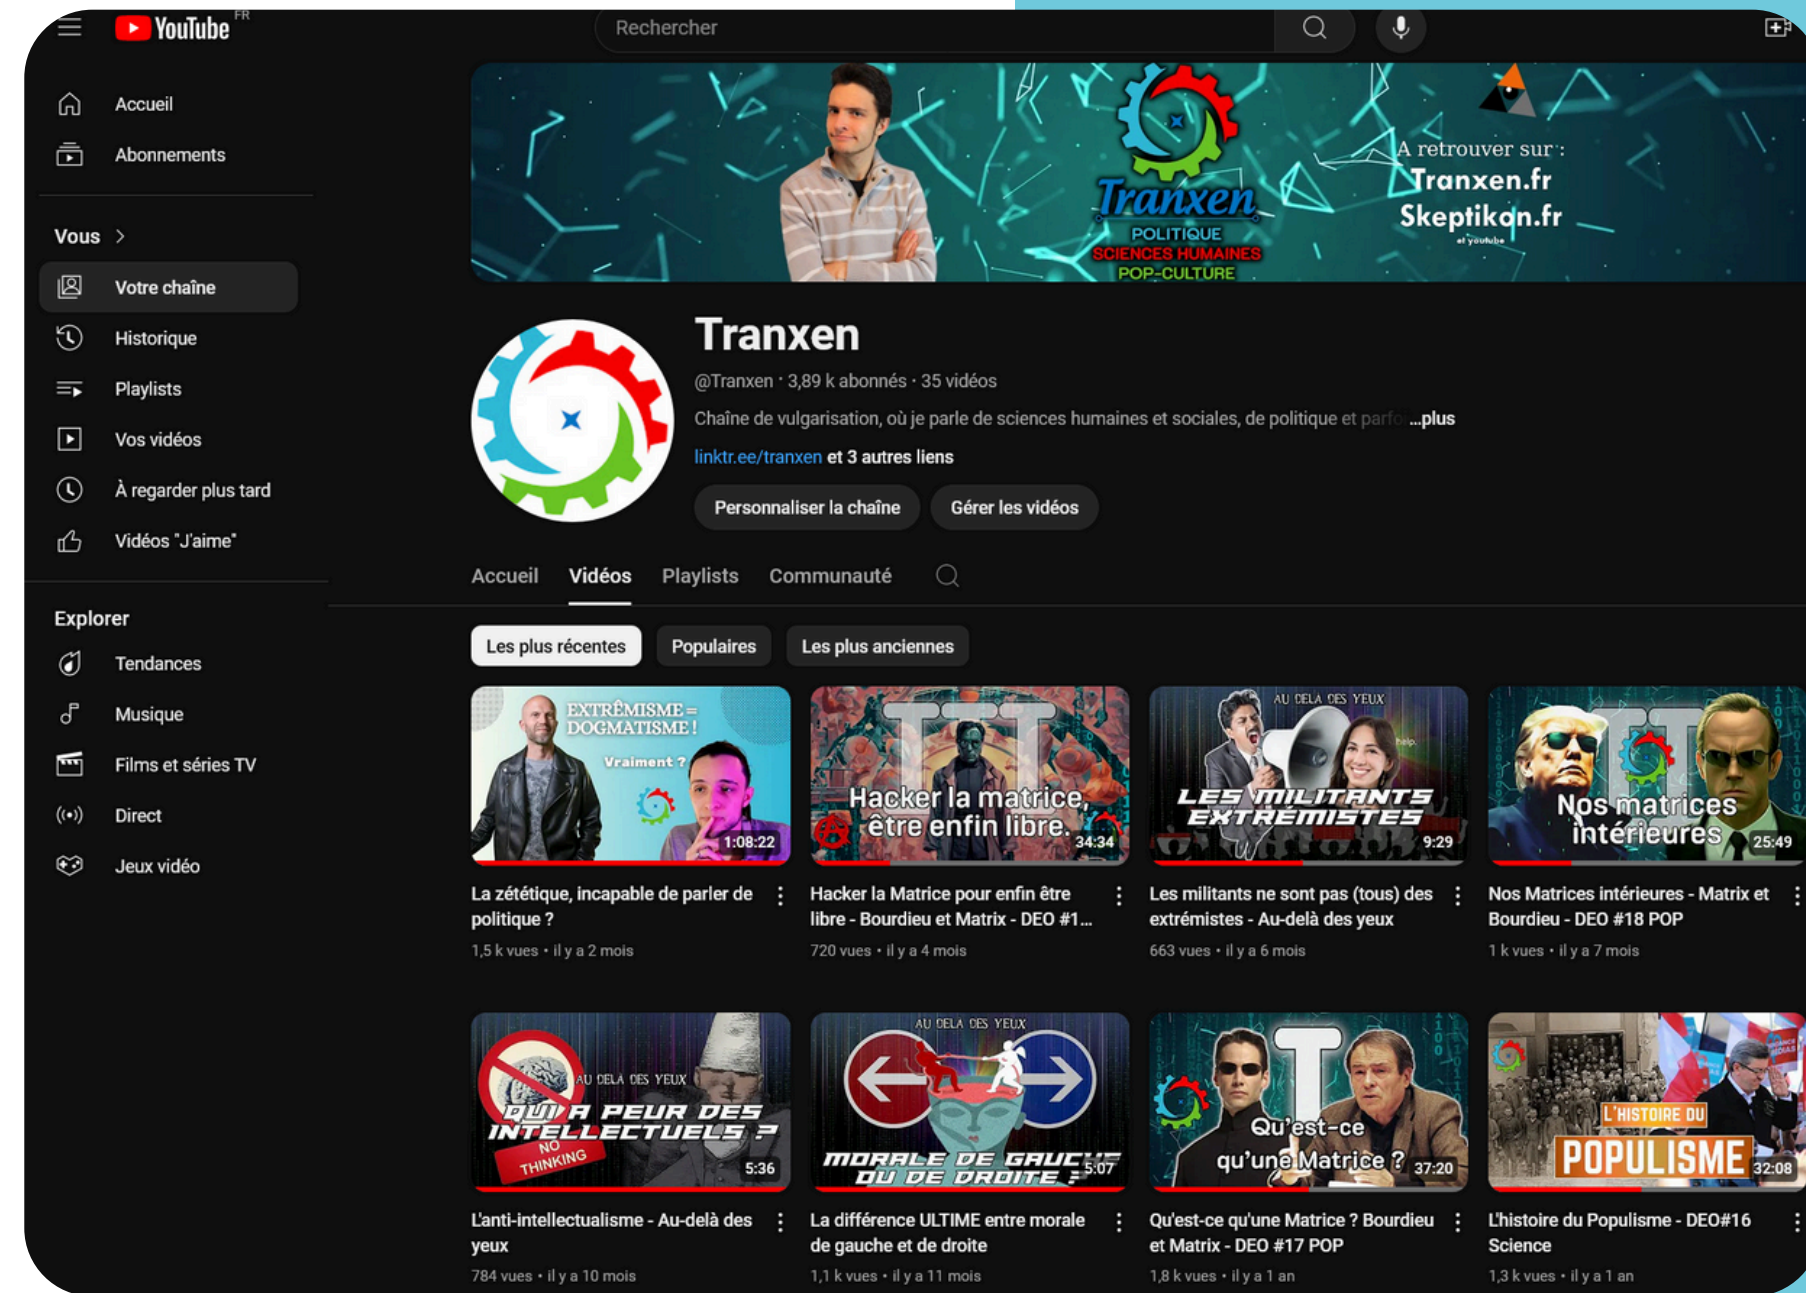 YouTube FR
Rechercher
Accueil
Abonnements
Vous
Votre chaîne
Historique
Playlists
Vos vidéos
À regarder plus tard
Vidéos "J'aime"
Explorer
Tendances
Musique
Films et séries TV
Direct
Jeux vidéo
Tranxen
POLITIQUE
SCIENCES HUMAINES
POP-CULTURE
A retrouver sur :
Tranxen.fr
Skeptikon.fr
et youtube
Tranxen
@Tranxen · 3,89 k abonnés · 35 vidéos
Chaîne de vulgarisation, où je parle de sciences humaines et sociales, de politique et parfo ...plus
linktr.ee/tranxen et 3 autres liens
Personnaliser la chaîne
Gérer les vidéos
Accueil Vidéos Playlists Communauté
Les plus récentes
Populaires
Les plus anciennes
EXTRÊMISME =
DOGMATISME !
Vraiment ?
1:08:22
La zététique, incapable de parler de
politique ?
1,5 k vues • il y a 2 mois
Hacker la matrice,
être enfin libre.
34:34
Hacker la Matrice pour enfin être
libre - Bourdieu et Matrix - DEO #1...
720 vues • il y a 4 mois
AU DELA DES YEUX
help.
LES MILITANTS
EXTREMISTES
9:29
Les militants ne sont pas (tous) des
extrémistes - Au-delà des yeux
663 vues • il y a 6 mois
Nos matrices
intérieures
25:49
Nos Matrices intérieures - Matrix et
Bourdieu - DEO #18 POP
1 k vues • il y a 7 mois
AU DELA DES YEUX
QUI A PEUR DES
INTELLECTUELS ?
NO
THINKING
5:36
L'anti-intellectualisme - Au-delà des
yeux
784 vues • il y a 10 mois
AU DELA DES YEUX
MORALE DE GAUCHE
OU DE DROITE ?
5:07
La différence ULTIME entre morale
de gauche et de droite
1,1 k vues • il y a 11 mois
T
Qu'est-ce
qu'une Matrice ?
37:20
Qu'est-ce qu'une Matrice ? Bourdieu
et Matrix - DEO #17 POP
1,8 k vues • il y a 1 an
L'HISTOIRE DU
POPULISME
32:08
L'histoire du Populisme - DEO#16
Science
1,3 k vues • il y a 1 an